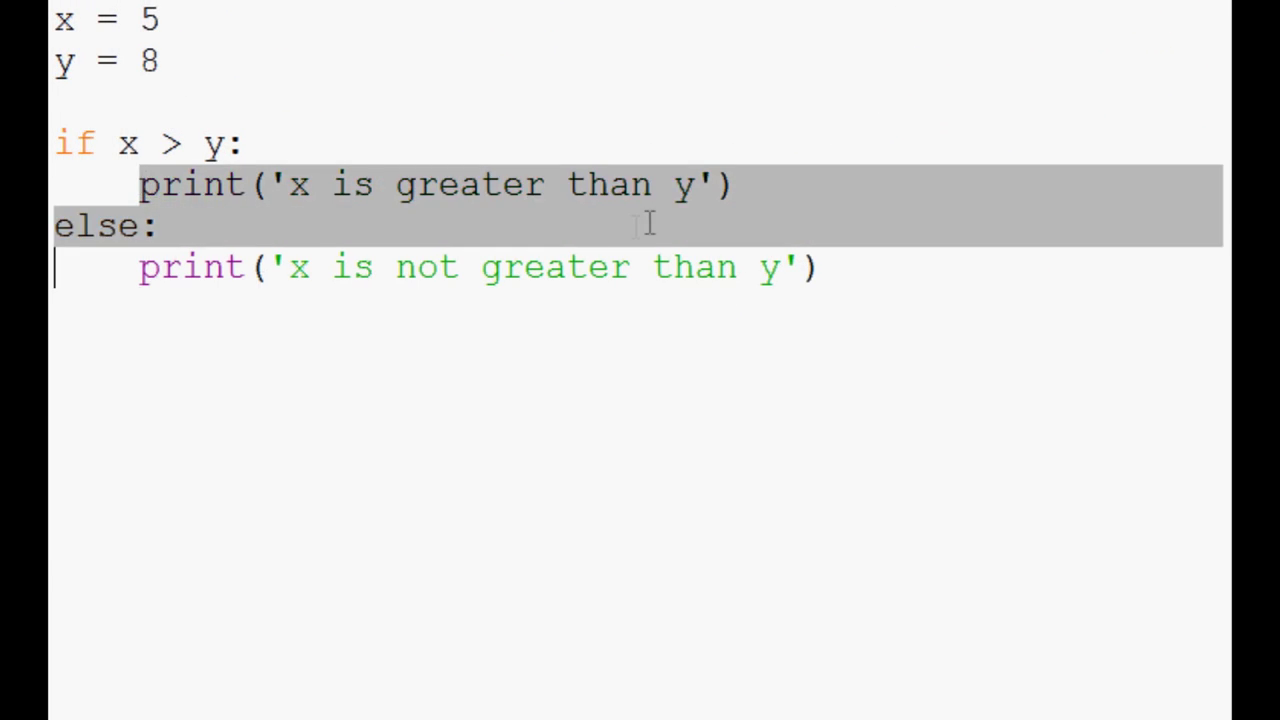 x = 5
y = 8
if x > y:
    print('x is greater than y')
else:
    print('x is not greater than y')